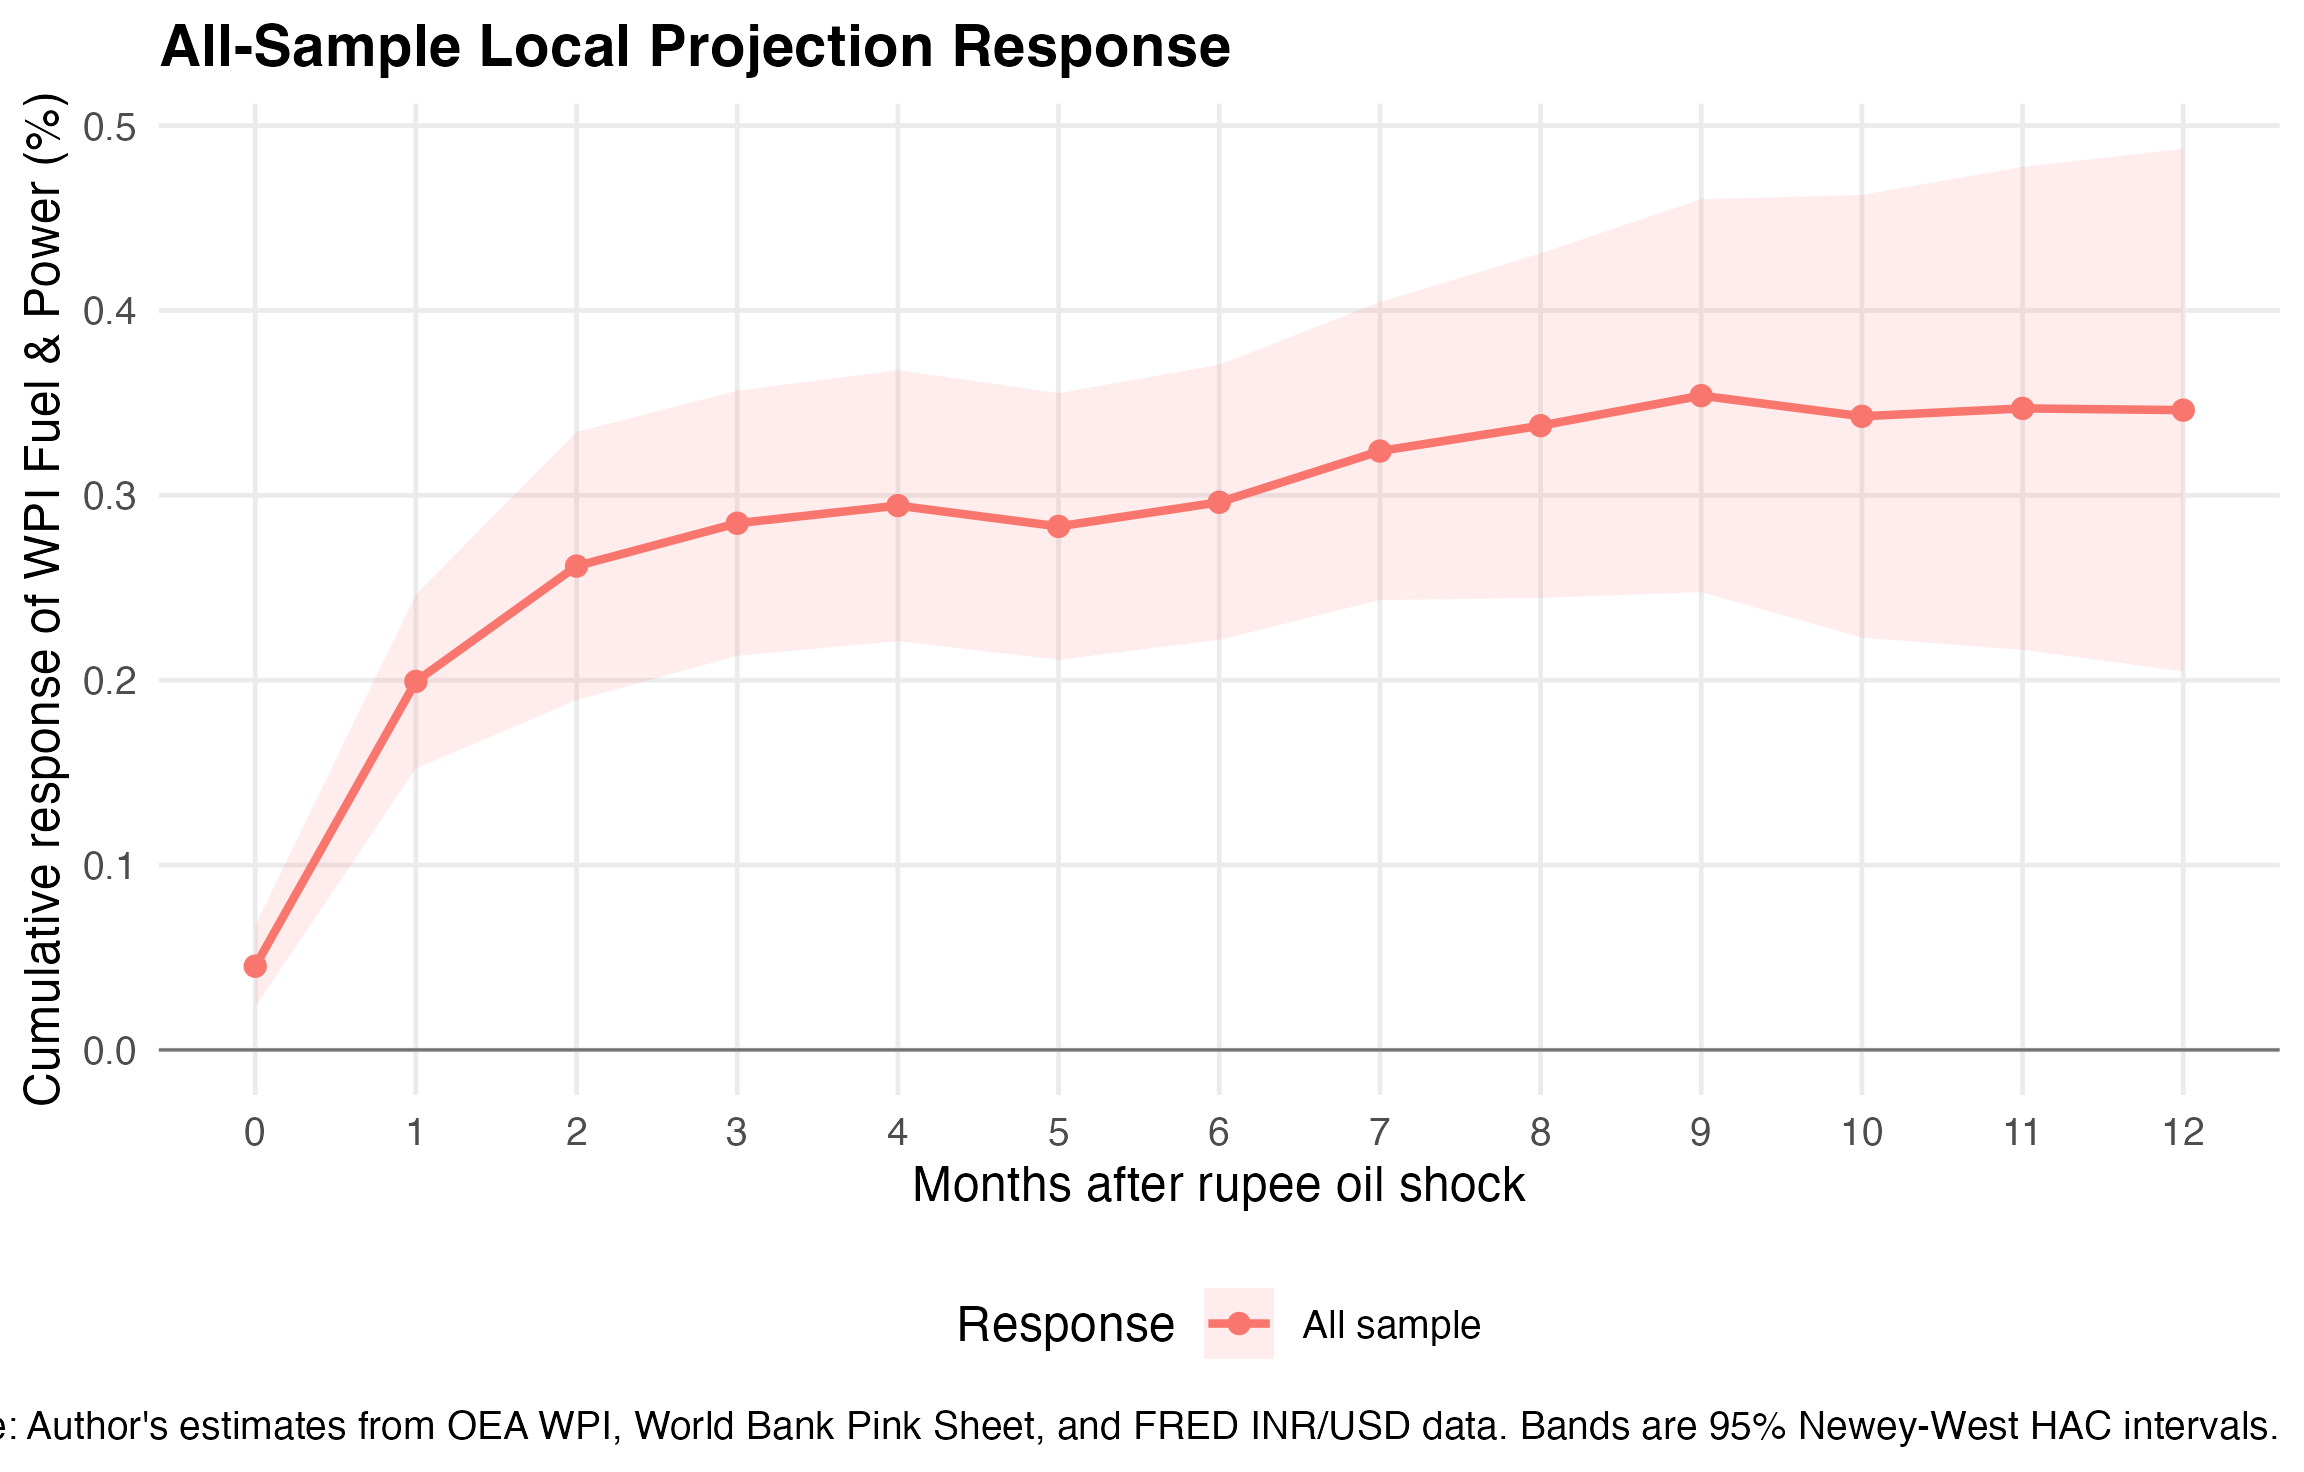 All-Sample Local Projection Response
Cumulative response of WPI Fuel & Power (%)
0.5
0.4
0.3
0.2
0.1
0.0
0 1 2 3 4 5 6 7 8 9 10 11 12
Months after rupee oil shock
Response All sample
e: Author's estimates from OEA WPI, World Bank Pink Sheet, and FRED INR/USD data. Bands are 95% Newey-West HAC intervals.